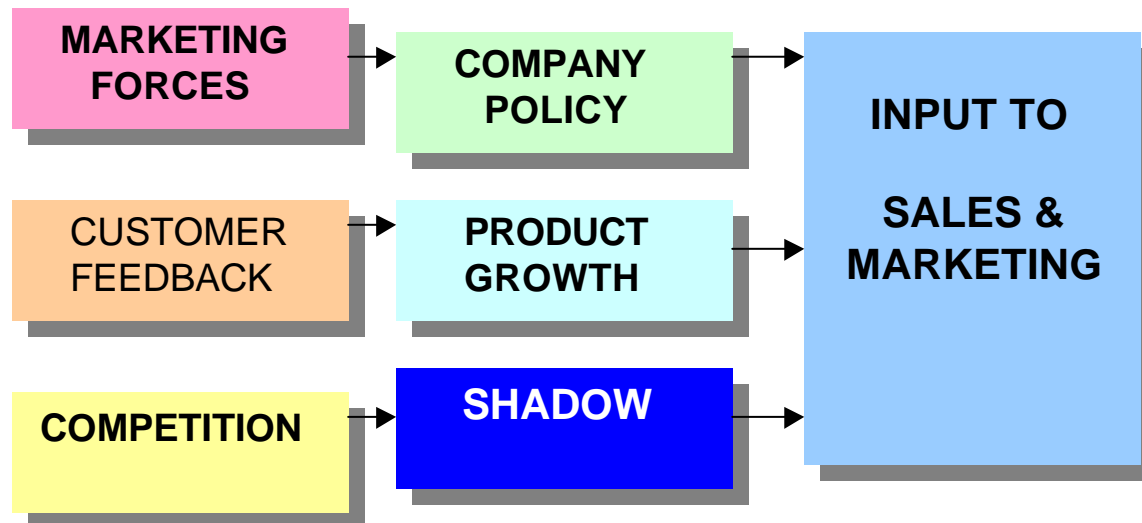 MARKETING
FORCES
COMPANY
POLICY
INPUT TO
SALES &
MARKETING
CUSTOMER
FEEDBACK
PRODUCT
GROWTH
COMPETITION
SHADOW